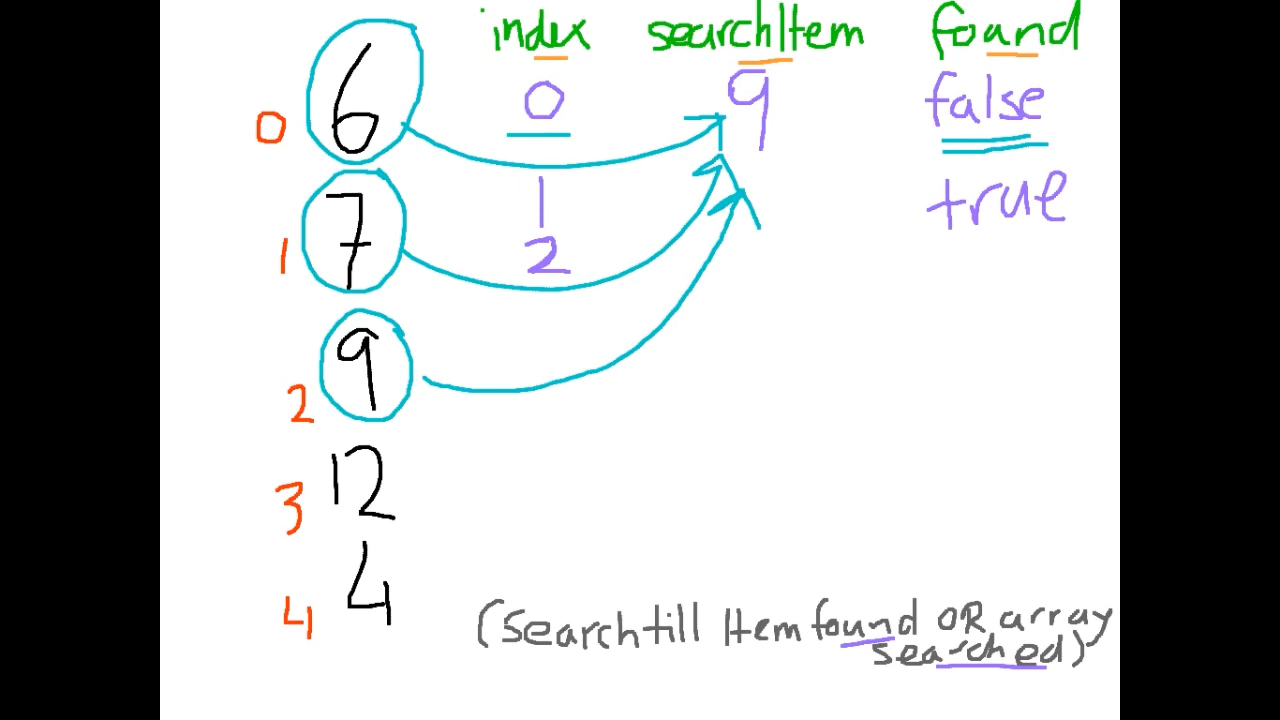 index searchItem found
0 6 0 9 false
1 7 1 true
2
2 9
3 12
4 4
(Search till Item found OR array
searched)